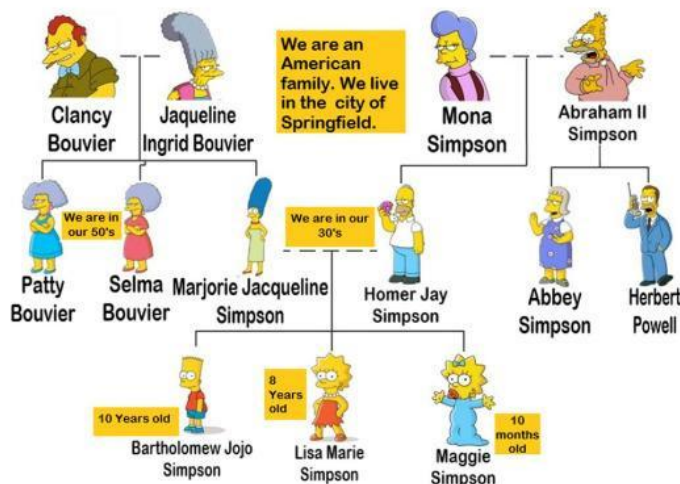 We are an
American
family. We live
in the city of
Springfield.
Clancy
Bouvier
Jaqueline
Ingrid Bouvier
Mona
Simpson
Abraham II
Simpson
We are in
our 50's
We are in our
30's
Patty
Bouvier
Selma
Bouvier
Marjorie Jacqueline
Simpson
Homer Jay
Simpson
Abbey
Simpson
Herbert
Powell
10 Years old
8
Years
old
10
months
old
Bartholomew Jojo
Simpson
Lisa Marie
Simpson
Maggie
Simpson